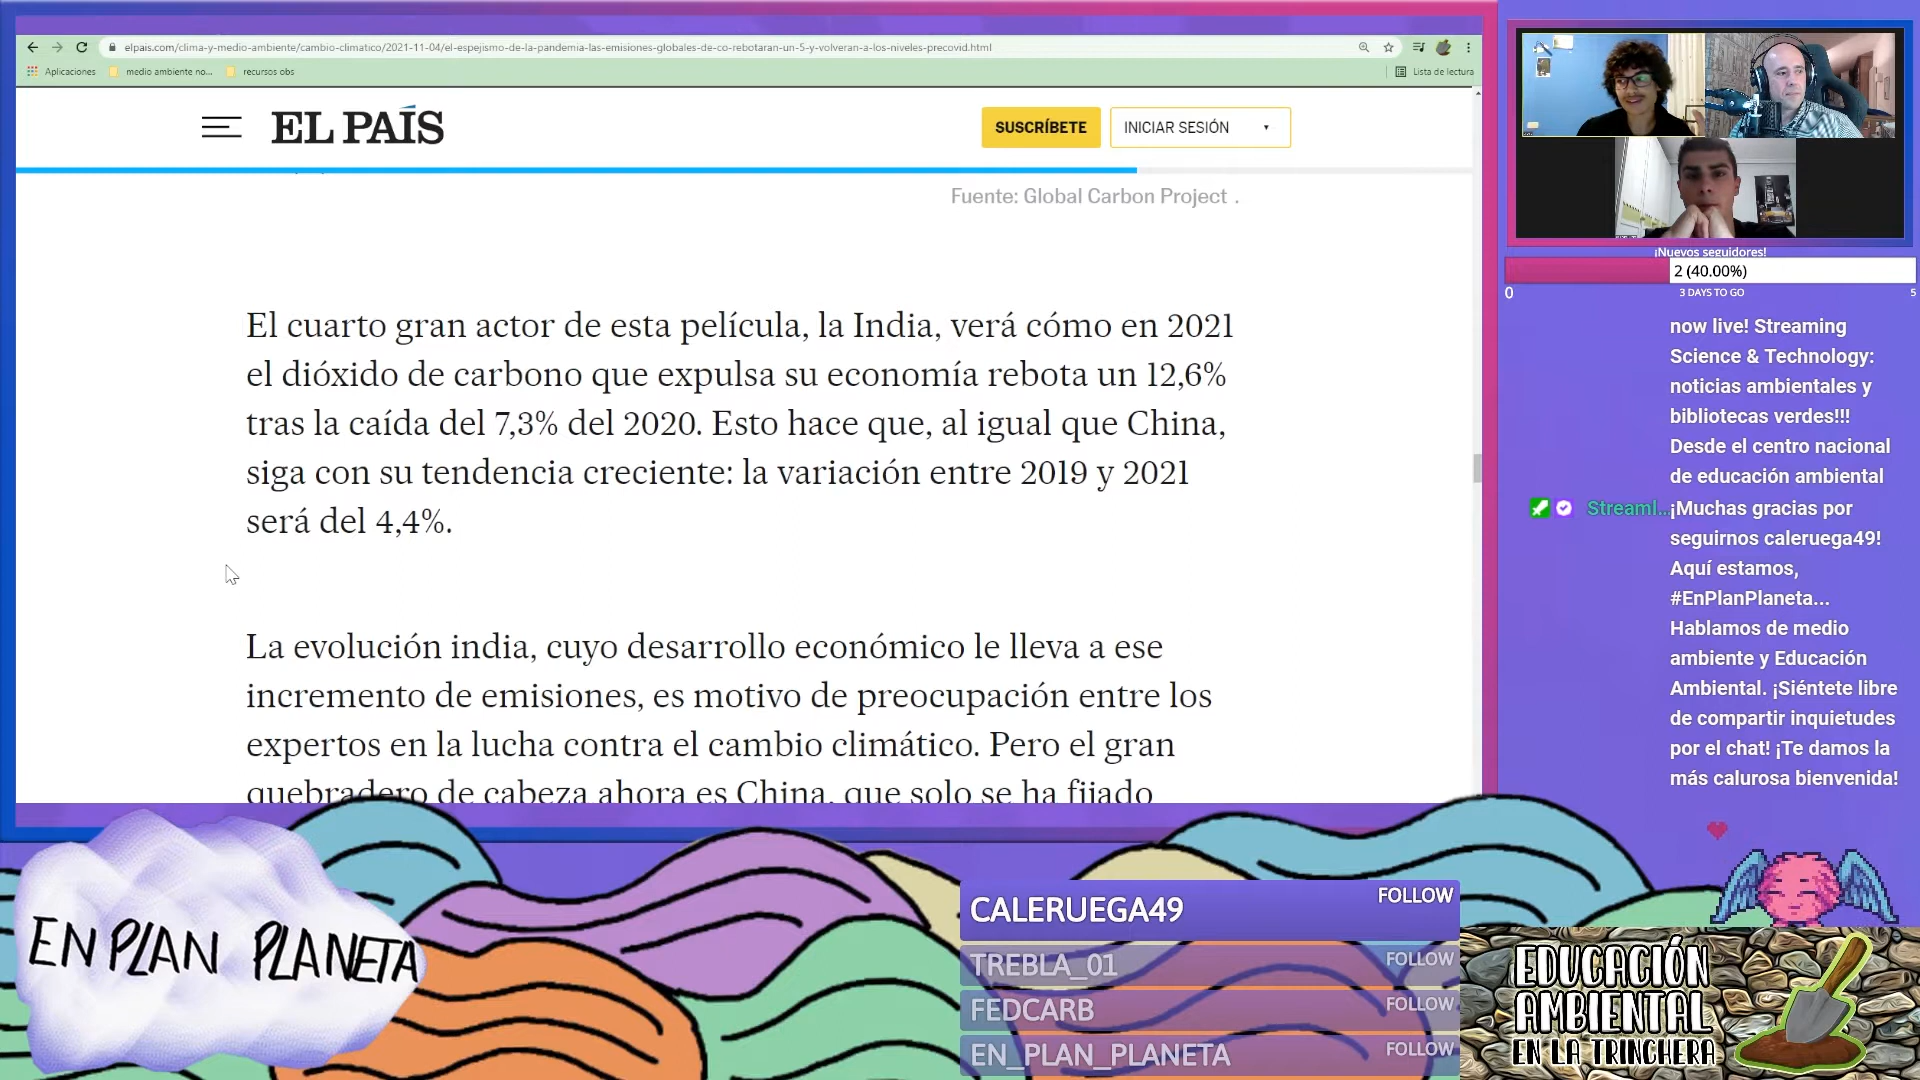 elpais.com/clima-y-medio-ambiente/cambio-climatico/2021-11-04/el-espejismo-de-la-pandemia-las-emisiones-globales-de-co-rebotaran-un-5-y-volveran-a-los-niveles-precovid.html
Aplicaciones
medio ambiente no...
recursos obs
Lista de lectura
EL PAÍS
SUSCRÍBETE
INICIAR SESIÓN
Fuente: Global Carbon Project .
El cuarto gran actor de esta película, la India, verá cómo en 2021
el dióxido de carbono que expulsa su economía rebota un 12,6%
tras la caída del 7,3% del 2020. Esto hace que, al igual que China,
siga con su tendencia creciente: la variación entre 2019 y 2021
será del 4,4%.
La evolución india, cuyo desarrollo económico le lleva a ese
incremento de emisiones, es motivo de preocupación entre los
expertos en la lucha contra el cambio climático. Pero el gran
quebradero de cabeza ahora es China, que solo se ha fijado
¡Nuevos seguidores!
2 (40.00%)
0
3 DAYS TO GO
5
now live! Streaming
Science & Technology:
noticias ambientales y
bibliotecas verdes!!!
Desde el centro nacional
de educación ambiental
Streaml... ¡Muchas gracias por
seguirnos caleruega49!
Aquí estamos,
#EnPlanPlaneta...
Hablamos de medio
ambiente y Educación
Ambiental. ¡Siéntete libre
de compartir inquietudes
por el chat! ¡Te damos la
más calurosa bienvenida!
EN PLAN PLANETA
CALERUEGA49 FOLLOW
TREBLA_01 FOLLOW
FEDCARB FOLLOW
EN_PLAN_PLANETA FOLLOW
EDUCACIÓN
AMBIENTAL
EN LA TRINCHERA